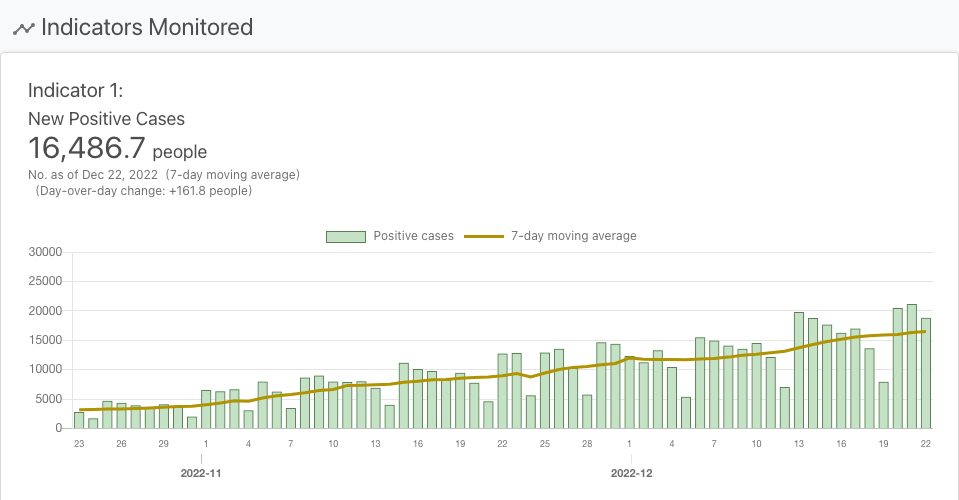 Indicators Monitored
Indicator 1:
New Positive Cases
16,486.7 people
No. as of Dec 22, 2022 (7-day moving average)
(Day-over-day change: +161.8 people)
Positive cases 7-day moving average
30000
25000
20000
15000
10000
5000
0
23 26 29 1 4 7 10 13 16 19 22 25 28 1 4 7 10 13 16 19 22
2022-11 2022-12